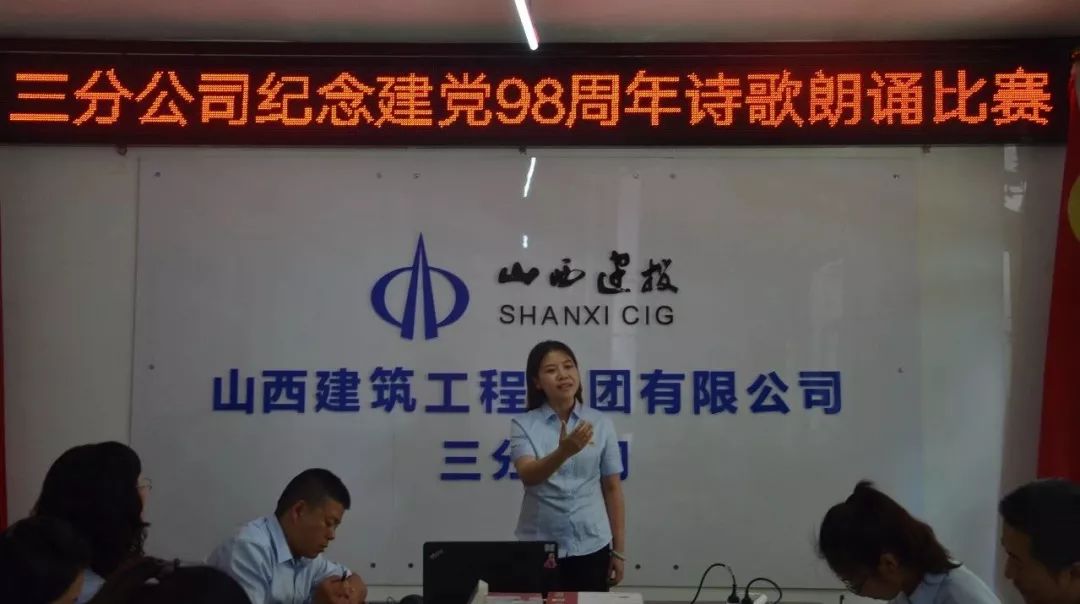 三分公司纪念建党98周年诗歌朗诵比赛
山西建投
SHANXI CIG
山西建筑工程 团有限公司
三分 司